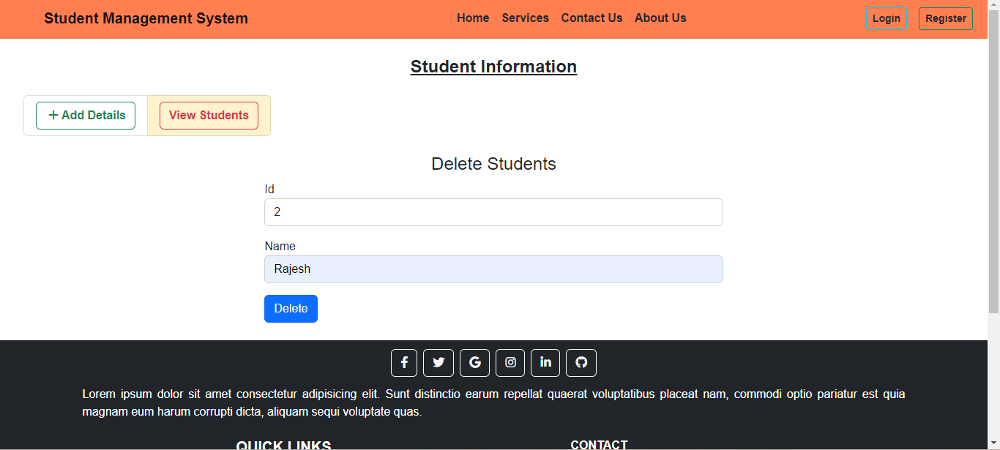 Student Management System Home Services Contact Us About Us Login Register
Student Information
+ Add Details View Students
Delete Students
Id
2
Name
Rajesh
Delete
Lorem ipsum dolor sit amet consectetur adipisicing elit. Sunt distinctio earum repellat quaerat voluptatibus placeat nam, commodi optio pariatur est quia
magnam eum harum corrupti dicta, aliquam sequi voluptate quas.
QUICK LINKS CONTACT